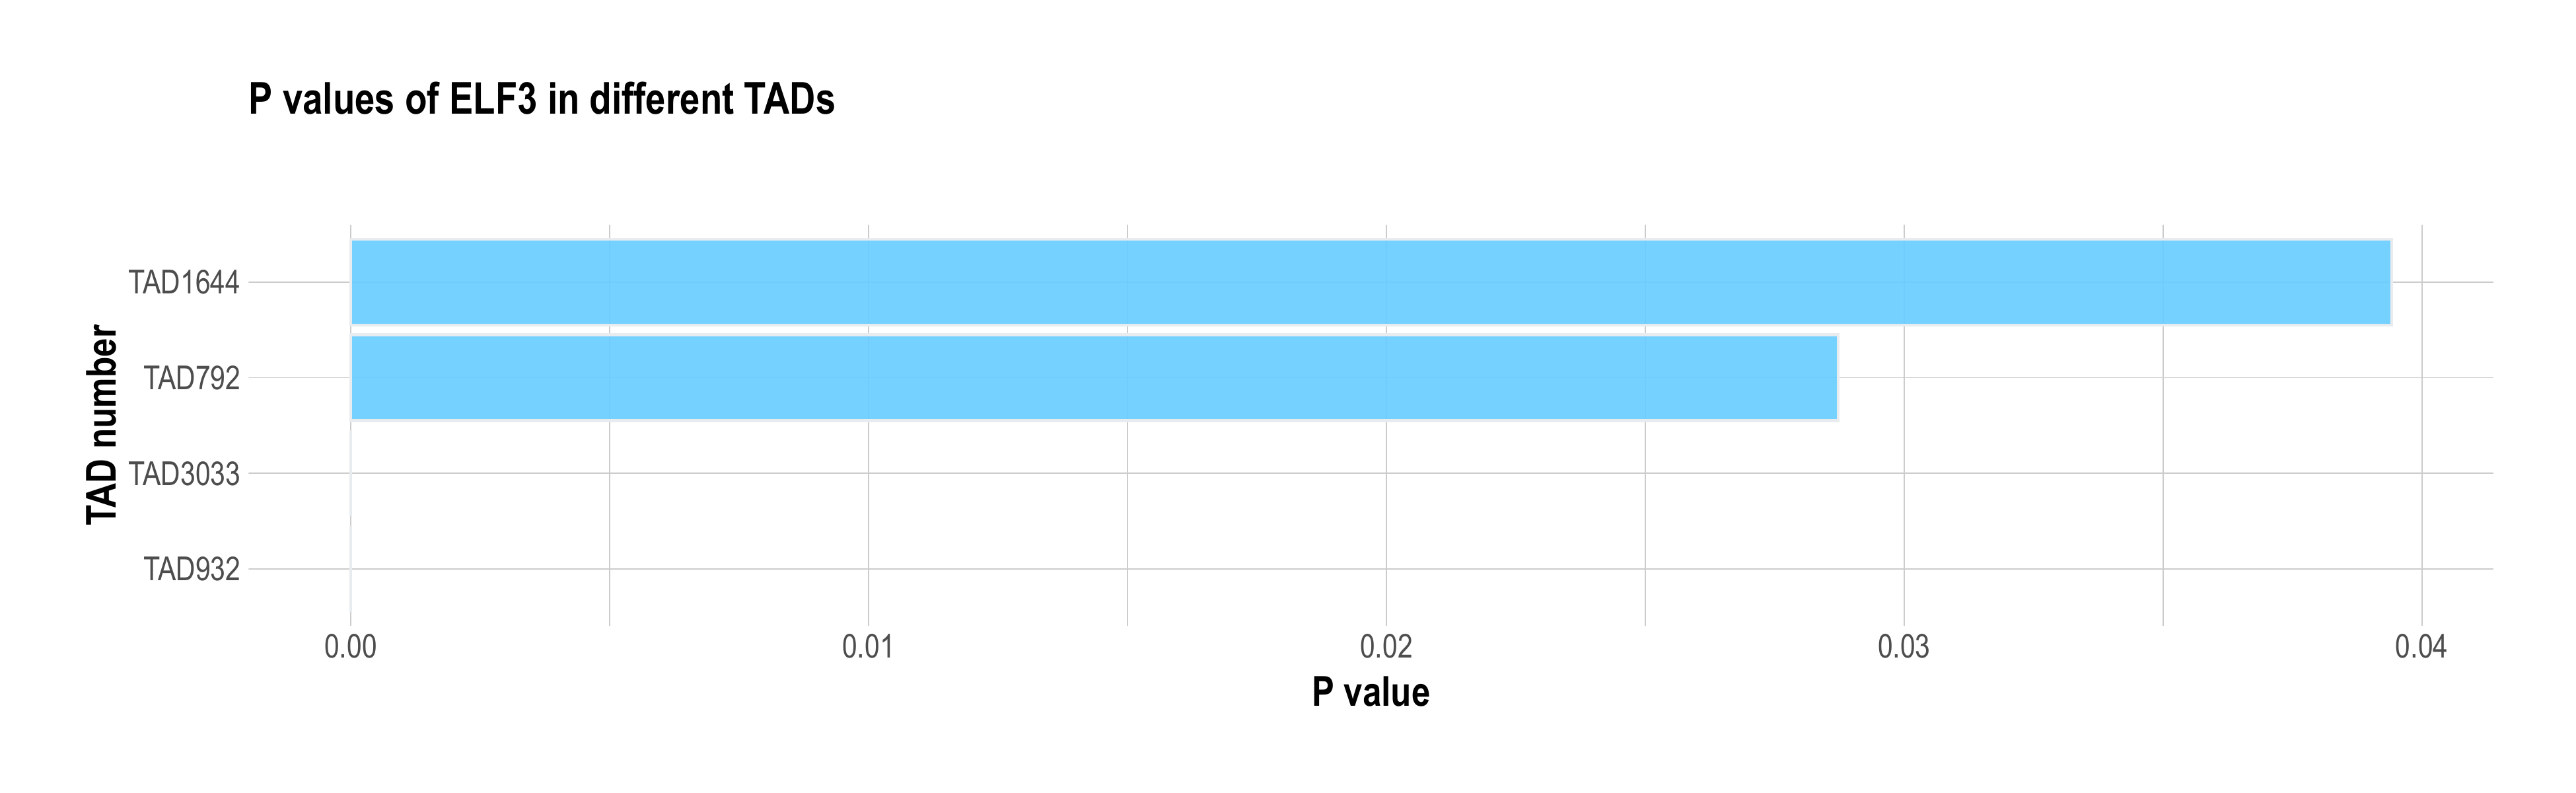 P values of ELF3 in different TADs
TAD number
TAD1644
TAD792
TAD3033
TAD932
0.00 0.01 0.02 0.03 0.04
P value